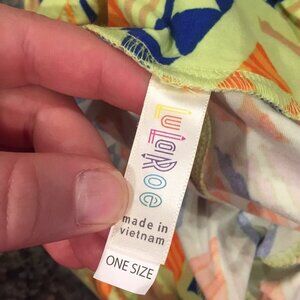 LuLaRoe
made in
vietnam
ONE SIZE